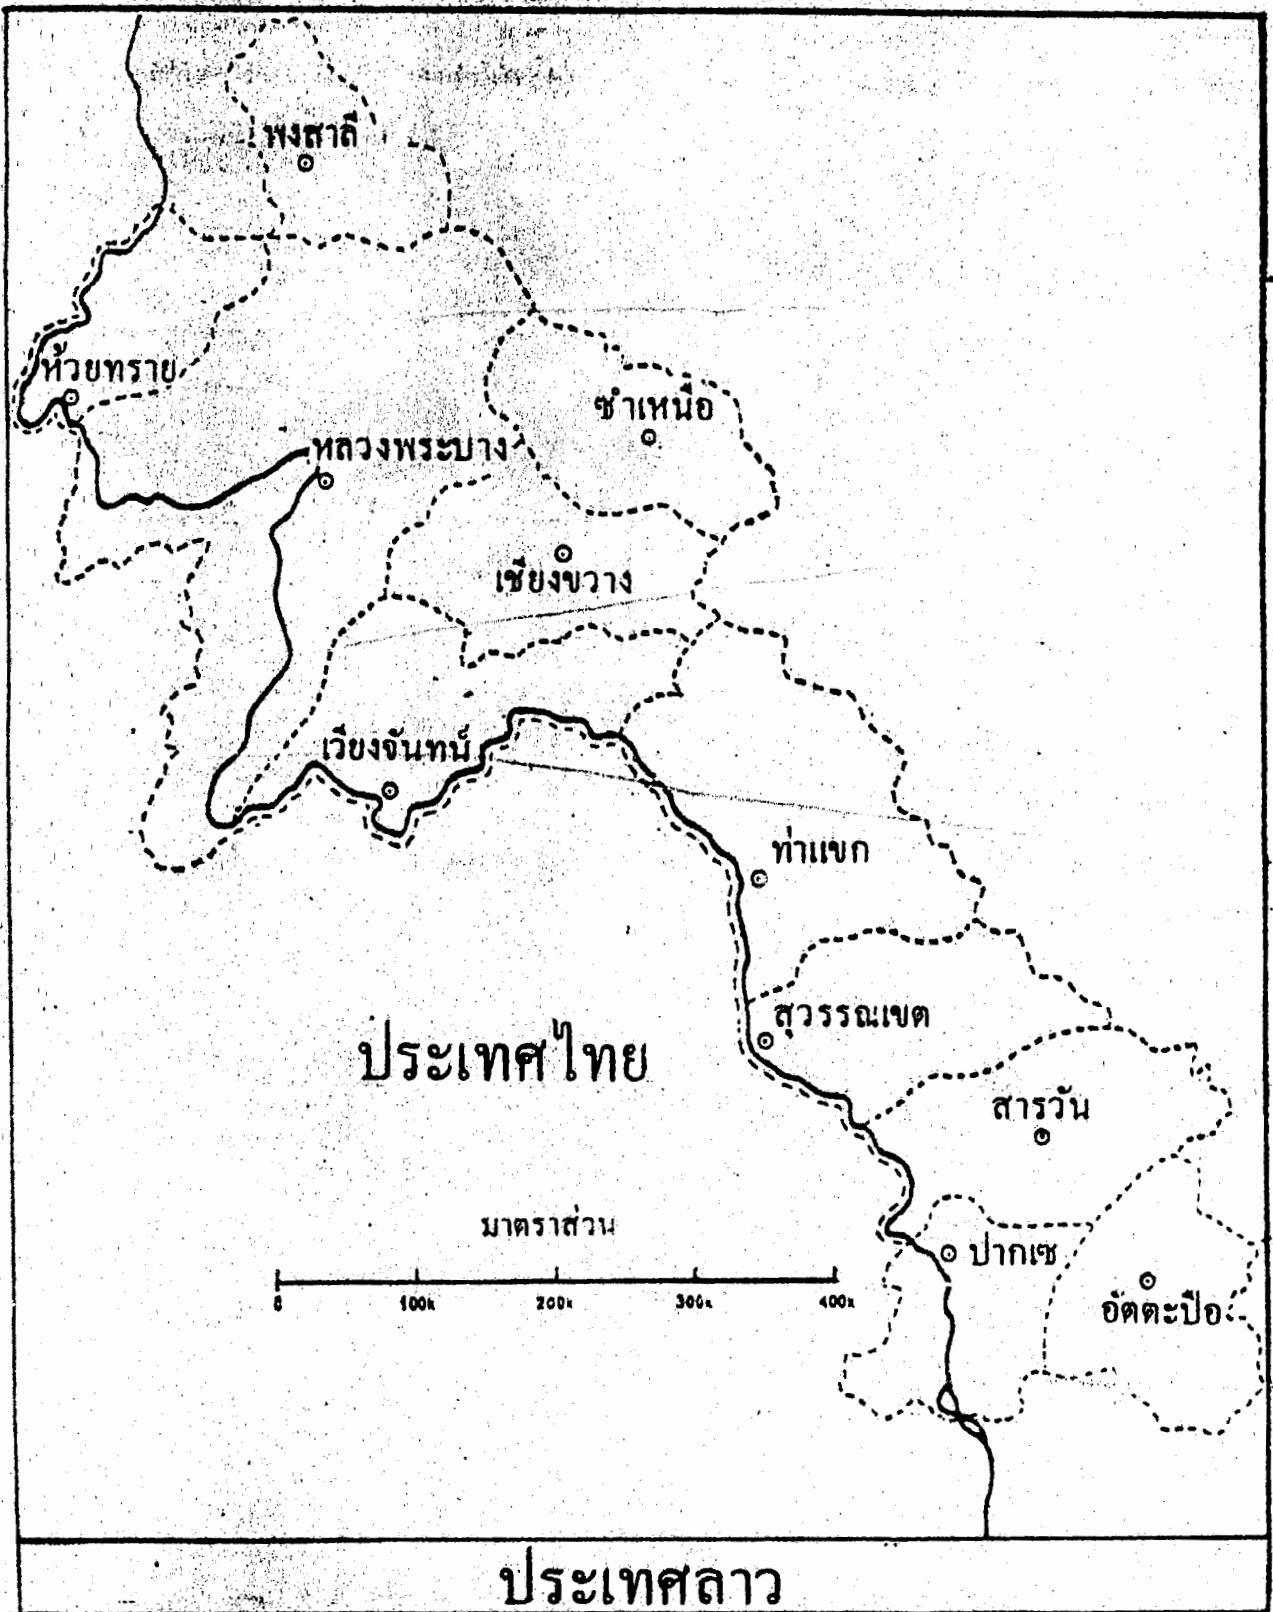 พงสาลี
ห้วยทราย
ซำเหนือ
หลวงพระบาง
เชียงขวาง
เวียงจันทน์
ท่าแขก
สุวรรณเขต
ประเทศไทย
สารวัน
มาตราส่วน
ปากเซ
0 100k 200k 300k 400k
อัตตะปือ
ประเทศลาว